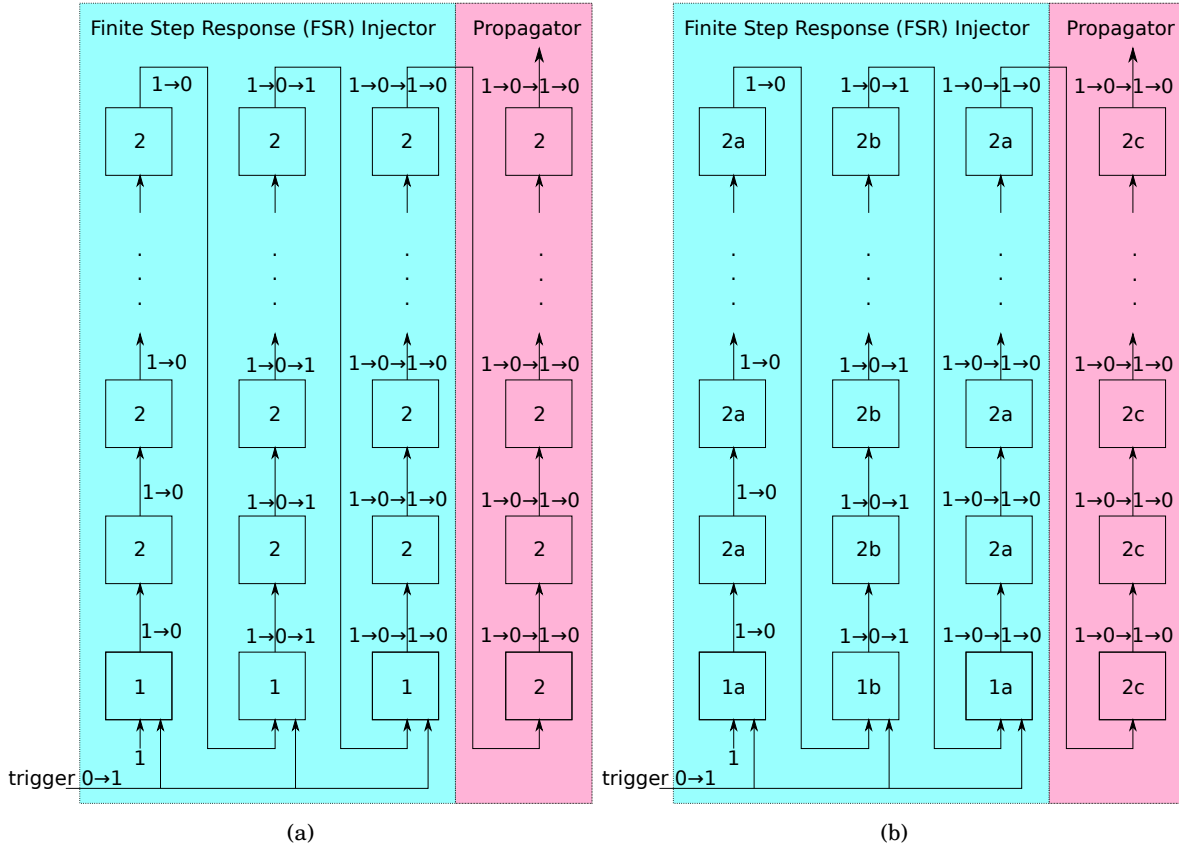 Finite Step Response (FSR) Injector Propagator
1→0 1→0→1 1→0→1→0 1→0→1→0
2 2 2 2
. . . .
. . . .
. . . .
1→0 1→0→1 1→0→1→0 1→0→1→0
2 2 2 2
1→0 1→0→1 1→0→1→0 1→0→1→0
2 2 2 2
1→0 1→0→1 1→0→1→0 1→0→1→0
1 1 1 2
1
trigger 0→1
(a)
Finite Step Response (FSR) Injector Propagator
1→0 1→0→1 1→0→1→0 1→0→1→0
2a 2b 2a 2c
. . . .
. . . .
. . . .
1→0 1→0→1 1→0→1→0 1→0→1→0
2a 2b 2a 2c
1→0 1→0→1 1→0→1→0 1→0→1→0
2a 2b 2a 2c
1→0 1→0→1 1→0→1→0 1→0→1→0
1a 1b 1a 2c
1
trigger 0→1
(b)